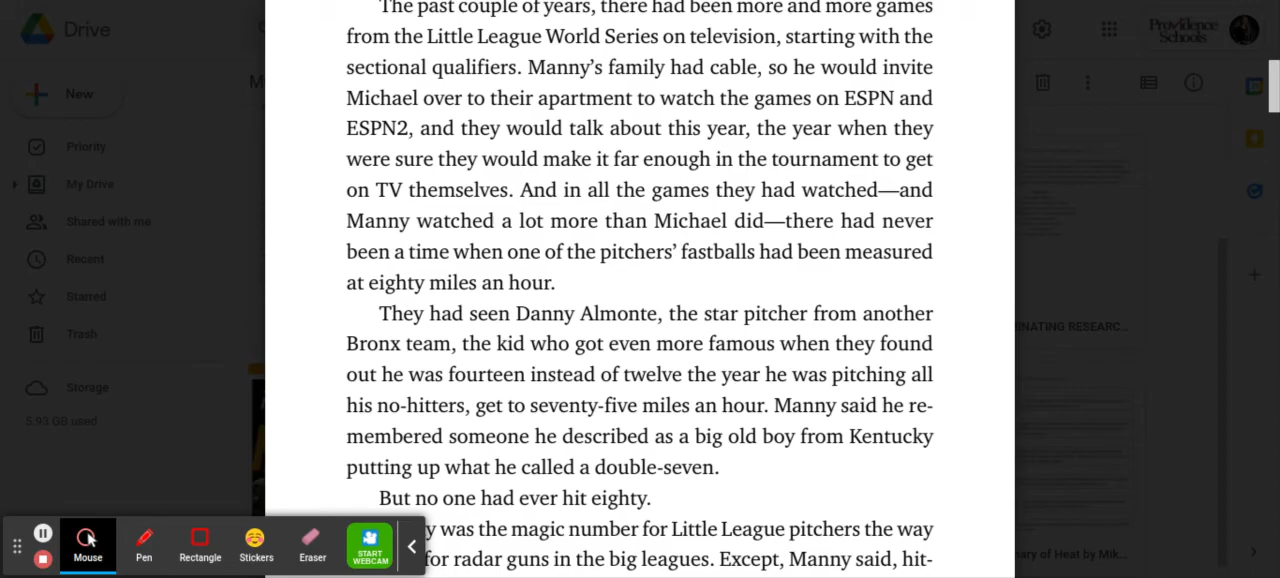 The past couple of years, there had been more and more games
from the Little League World Series on television, starting with the
sectional qualifiers. Manny's family had cable, so he would invite
Michael over to their apartment to watch the games on ESPN and
ESPN2, and they would talk about this year, the year when they
were sure they would make it far enough in the tournament to get
on TV themselves. And in all the games they had watched—and
Manny watched a lot more than Michael did—there had never
been a time when one of the pitchers' fastballs had been measured
at eighty miles an hour.
They had seen Danny Almonte, the star pitcher from another
Bronx team, the kid who got even more famous when they found
out he was fourteen instead of twelve the year he was pitching all
his no-hitters, get to seventy-five miles an hour. Manny said he re-
membered someone he described as a big old boy from Kentucky
putting up what he called a double-seven.
But no one had ever hit eighty.
y was the magic number for Little League pitchers the way
for radar guns in the big leagues. Except, Manny said, hit-
Drive
New
Priority
My Drive
Shared with me
Recent
Starred
Trash
Storage
5.93 GB used
M
Providence
Schools
INATING RESEARC...
ary of Heat by Mik...
Mouse
Pen
Rectangle
Stickers
Eraser
START
WEBCAM